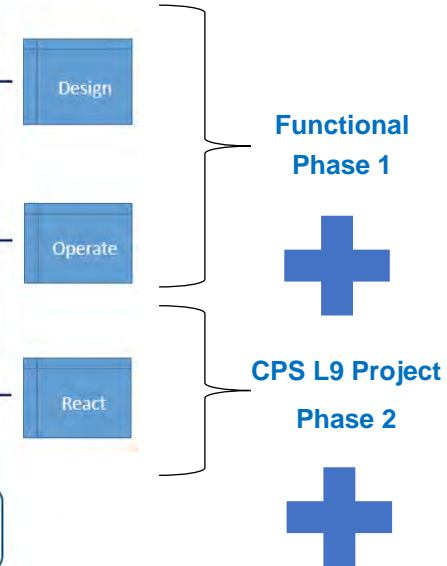 Design
Functional
Phase 1
Operate
CPS L9 Project
React
Phase 2